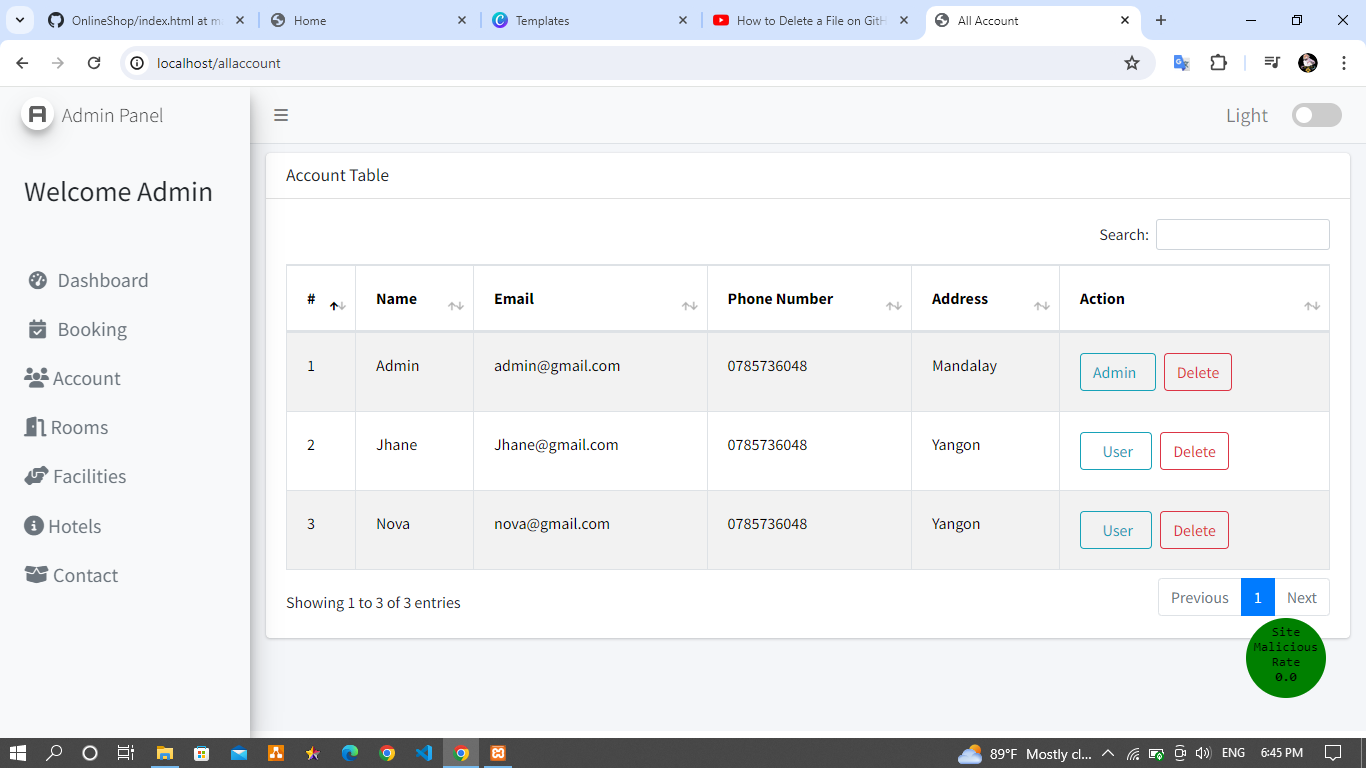 OnlineShop/index.html at ma
Home
Templates
How to Delete a File on GitH
All Account
localhost/allaccount
Admin Panel
Light
Welcome Admin
Dashboard
Booking
Account
Rooms
Facilities
Hotels
Contact
Account Table
Search:
# Name Email Phone Number Address Action
1 Admin admin@gmail.com 0785736048 Mandalay Admin Delete
2 Jhane Jhane@gmail.com 0785736048 Yangon User Delete
3 Nova nova@gmail.com 0785736048 Yangon User Delete
Showing 1 to 3 of 3 entries
Previous 1 Next
Site
Malicious
Rate
0.0
89°F Mostly cl... ENG 6:45 PM